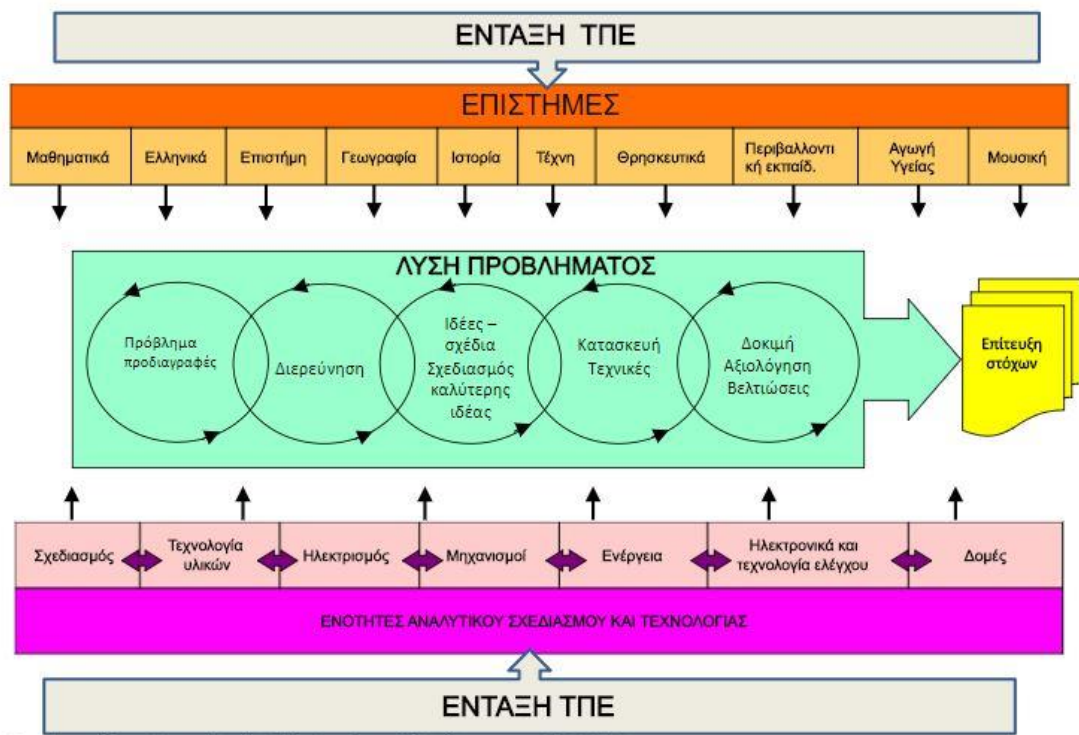 ΕΝΤΑΞΗ ΤΠΕ
ΕΠΙΣΤΗΜΕΣ
Μαθηματικά
Ελληνικά
Επιστήμη
Γεωγραφία
Ιστορία
Τέχνη
Θρησκευτικά
Περιβαλλοντι
κή εκπαίδ.
Αγωγή
Υγείας
Μουσική
ΛΥΣΗ ΠΡΟΒΛΗΜΑΤΟΣ
Πρόβλημα
προδιαγραφές
Διερεύνηση
Ιδέες –
σχέδια
Σχεδιασμός
καλύτερης
ιδέας
Κατασκευή
Τεχνικές
Δοκιμή
Αξιολόγηση
Βελτιώσεις
Επίτευξη
στόχων
Σχεδιασμός
Τεχνολογία
υλικών
Ηλεκτρισμός
Μηχανισμοί
Ενέργεια
Ηλεκτρονικά και
τεχνολογία ελέγχου
Δομές
ΕΝΟΤΗΤΕΣ ΑΝΑΛΥΤΙΚΟΥ ΣΧΕΔΙΑΣΜΟΥ ΚΑΙ ΤΕΧΝΟΛΟΓΙΑΣ
ΕΝΤΑΞΗ ΤΠΕ